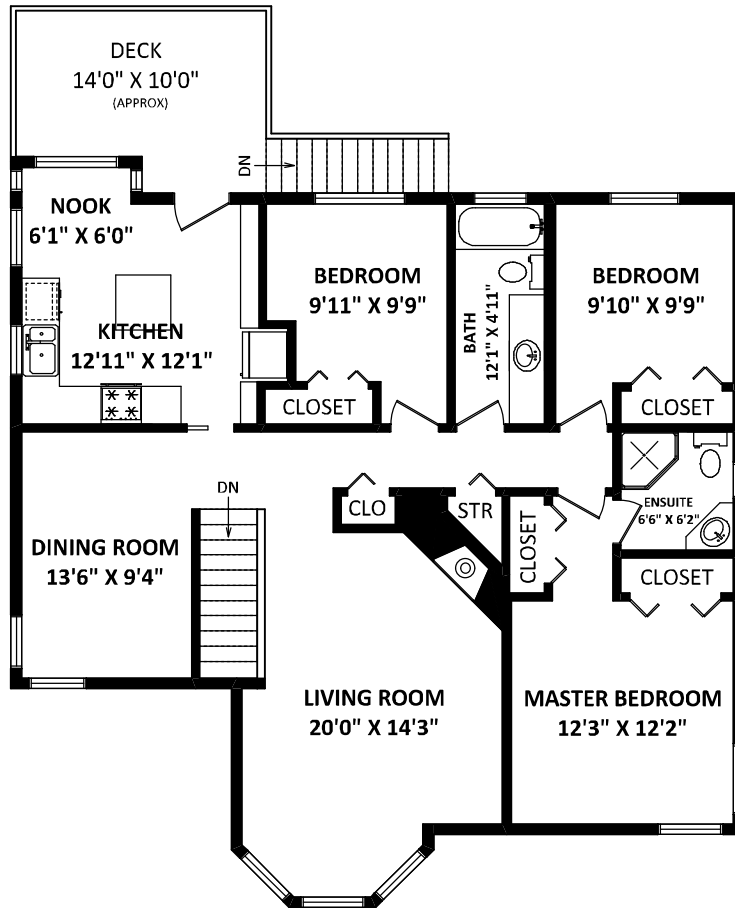 DECK
14'0" X 10'0"
(APPROX)
DN
NOOK
6'1" X 6'0"
BEDROOM
9'11" X 9'9"
BATH
12'1" X 4'11"
BEDROOM
9'10" X 9'9"
KITCHEN
12'11" X 12'1"
CLOSET
CLOSET
DN
CLO
STR
CLOSET
ENSUITE
6'6" X 6'2"
DINING ROOM
13'6" X 9'4"
CLOSET
LIVING ROOM
20'0" X 14'3"
MASTER BEDROOM
12'3" X 12'2"